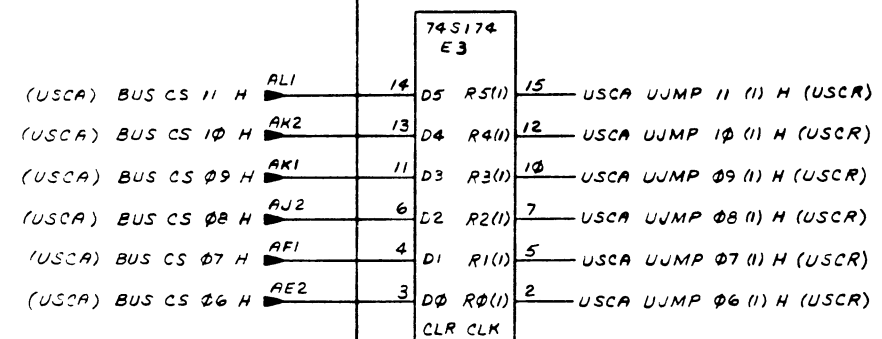 74S174
E3
(USCA) BUS CS 11 H AL1 14 D5 R5(1) 15 USCA UJMP 11 (1) H (USCR)
(USCA) BUS CS 1Ø H AK2 13 D4 R4(1) 12 USCA UJMP 1Ø (1) H (USCR)
(USCA) BUS CS Ø9 H AK1 11 D3 R3(1) 1Ø USCA UJMP Ø9 (1) H (USCR)
(USCA) BUS CS Ø8 H AJ2 6 D2 R2(1) 7 USCA UJMP Ø8 (1) H (USCR)
(USCA) BUS CS Ø7 H AF1 4 D1 R1(1) 5 USCA UJMP Ø7 (1) H (USCR)
(USCA) BUS CS Ø6 H AE2 3 DØ RØ(1) 2 USCA UJMP Ø6 (1) H (USCR)
CLR CLK